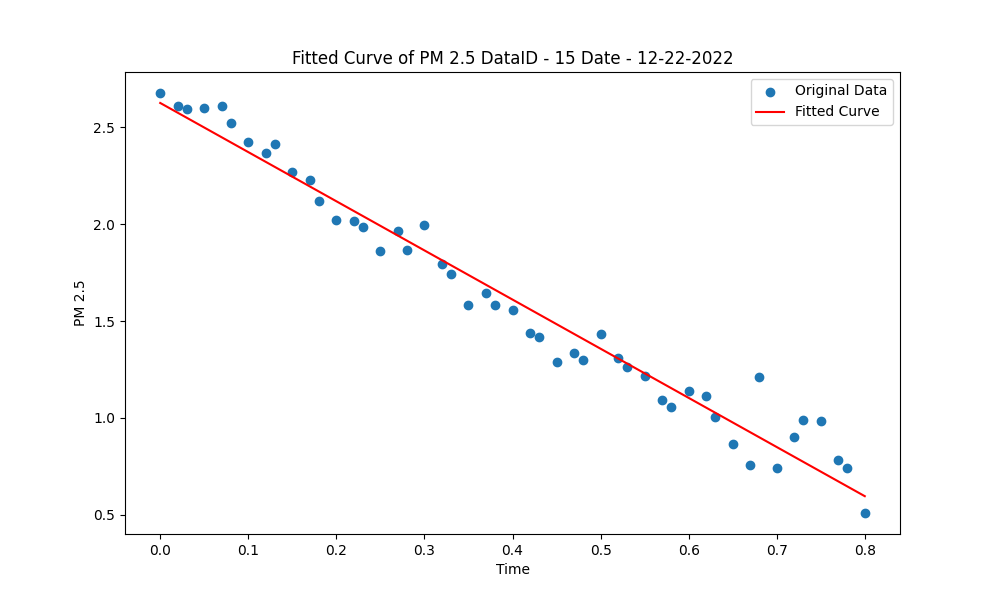 Fitted Curve of PM 2.5 DataID - 15 Date - 12-22-2022
Original Data
Fitted Curve
2.5
2.0
1.5
1.0
0.5
PM 2.5
0.0 0.1 0.2 0.3 0.4 0.5 0.6 0.7 0.8
Time